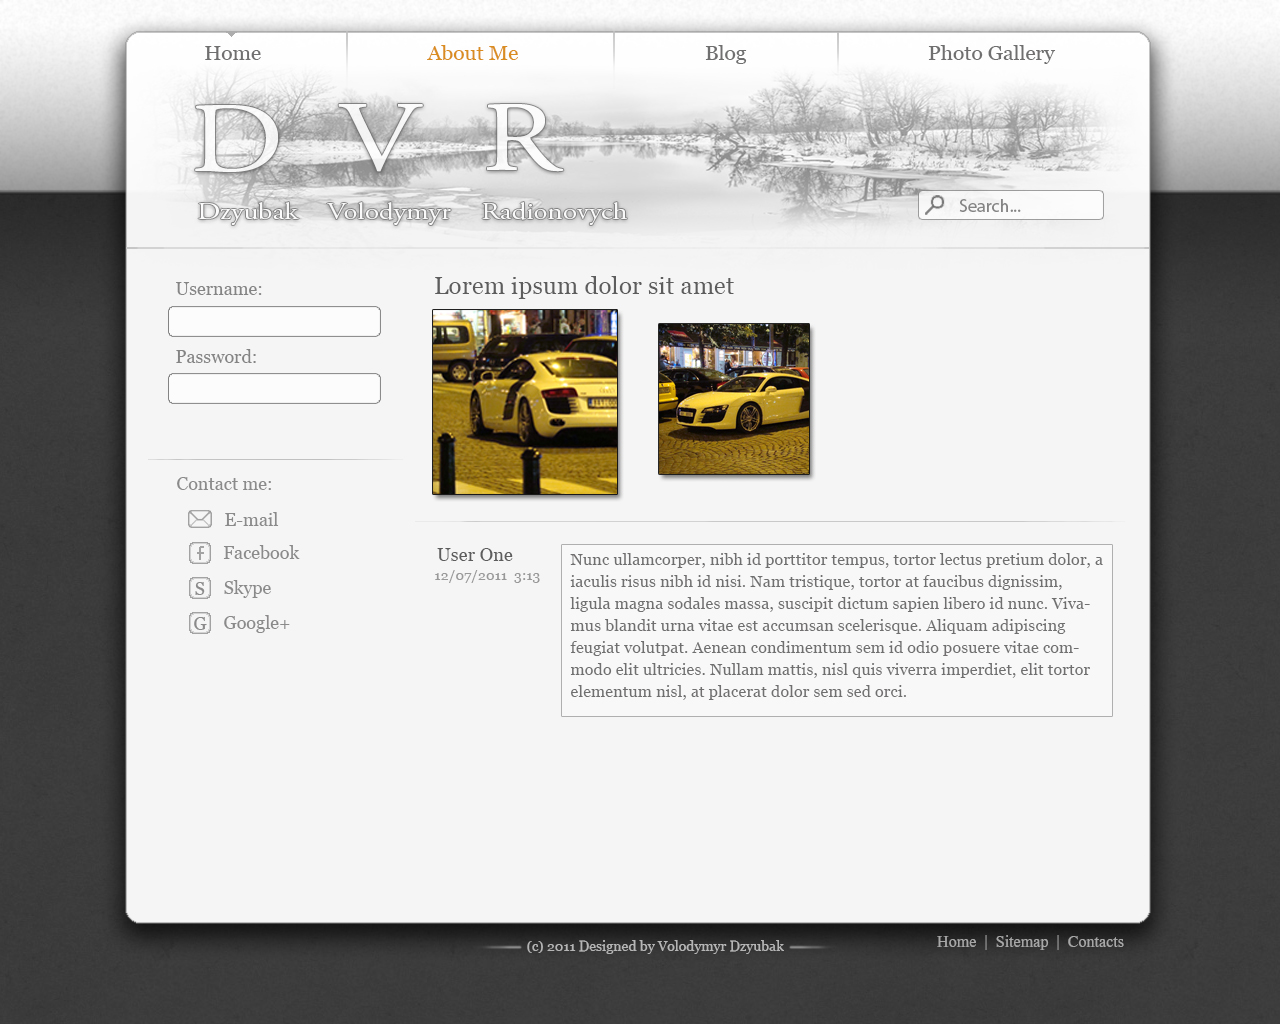 Home About Me Blog Photo Gallery
D V R
Dzyubak Volodymyr Radionovych
Search...
Username:
Password:
Contact me:
E-mail
Facebook
S Skype
G Google+
Lorem ipsum dolor sit amet
User One
12/07/2011 3:13
Nunc ullamcorper, nibh id porttitor tempus, tortor lectus pretium dolor, a
iaculis risus nibh id nisi. Nam tristique, tortor at faucibus dignissim,
ligula magna sodales massa, suscipit dictum sapien libero id nunc. Viva-
mus blandit urna vitae est accumsan scelerisque. Aliquam adipiscing
feugiat volutpat. Aenean condimentum sem id odio posuere vitae com-
modo elit ultricies. Nullam mattis, nisl quis viverra imperdiet, elit tortor
elementum nisl, at placerat dolor sem sed orci.
(c) 2011 Designed by Volodymyr Dzyubak
Home | Sitemap | Contacts